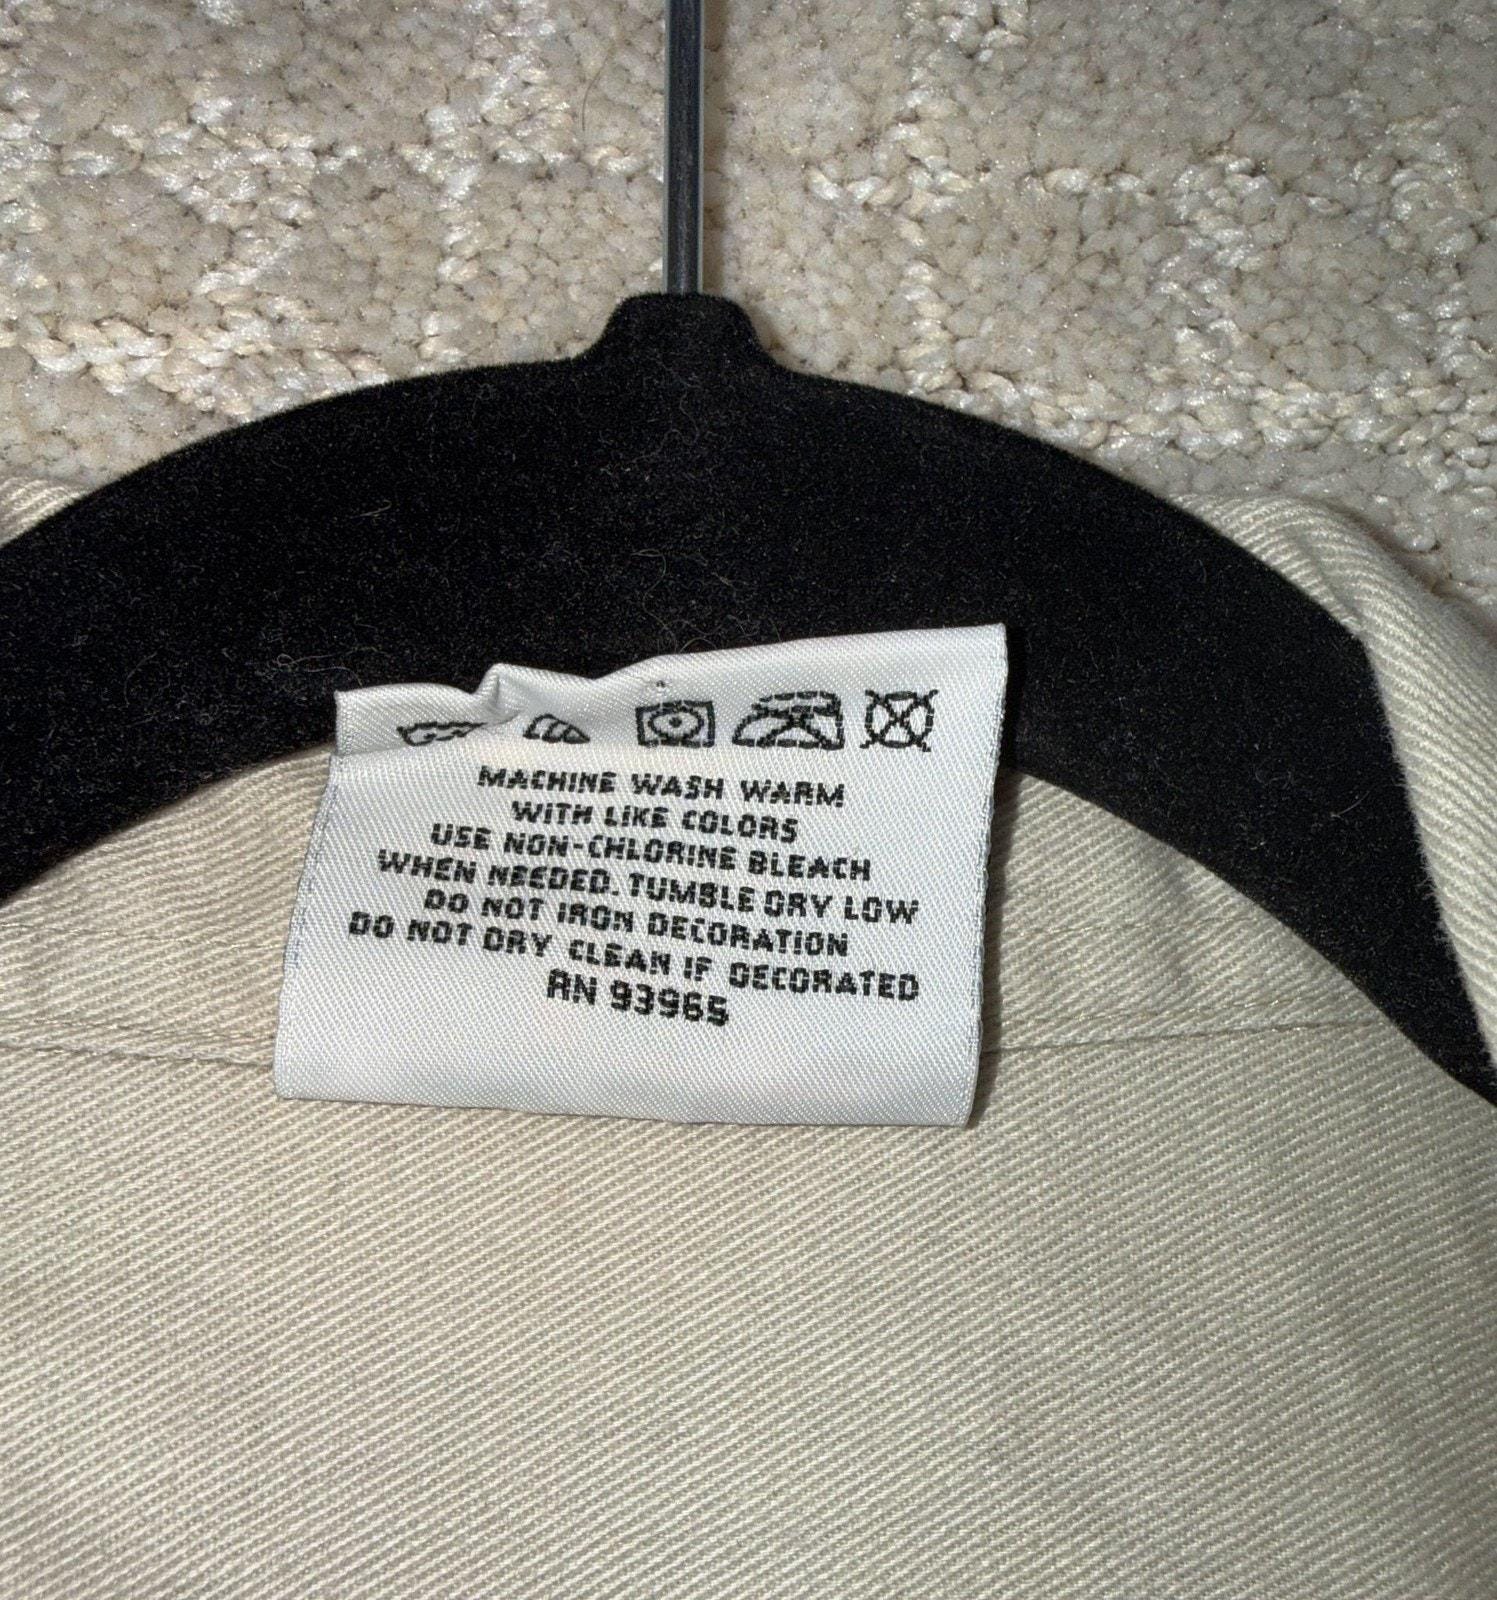 MACHINE WASH WARM
WITH LIKE COLORS
USE NON-CHLORINE BLEACH
WHEN NEEDED. TUMBLE DRY LOW
DO NOT IRON DECORATION
DO NOT DRY CLEAN IF DECORATED
RN 93965